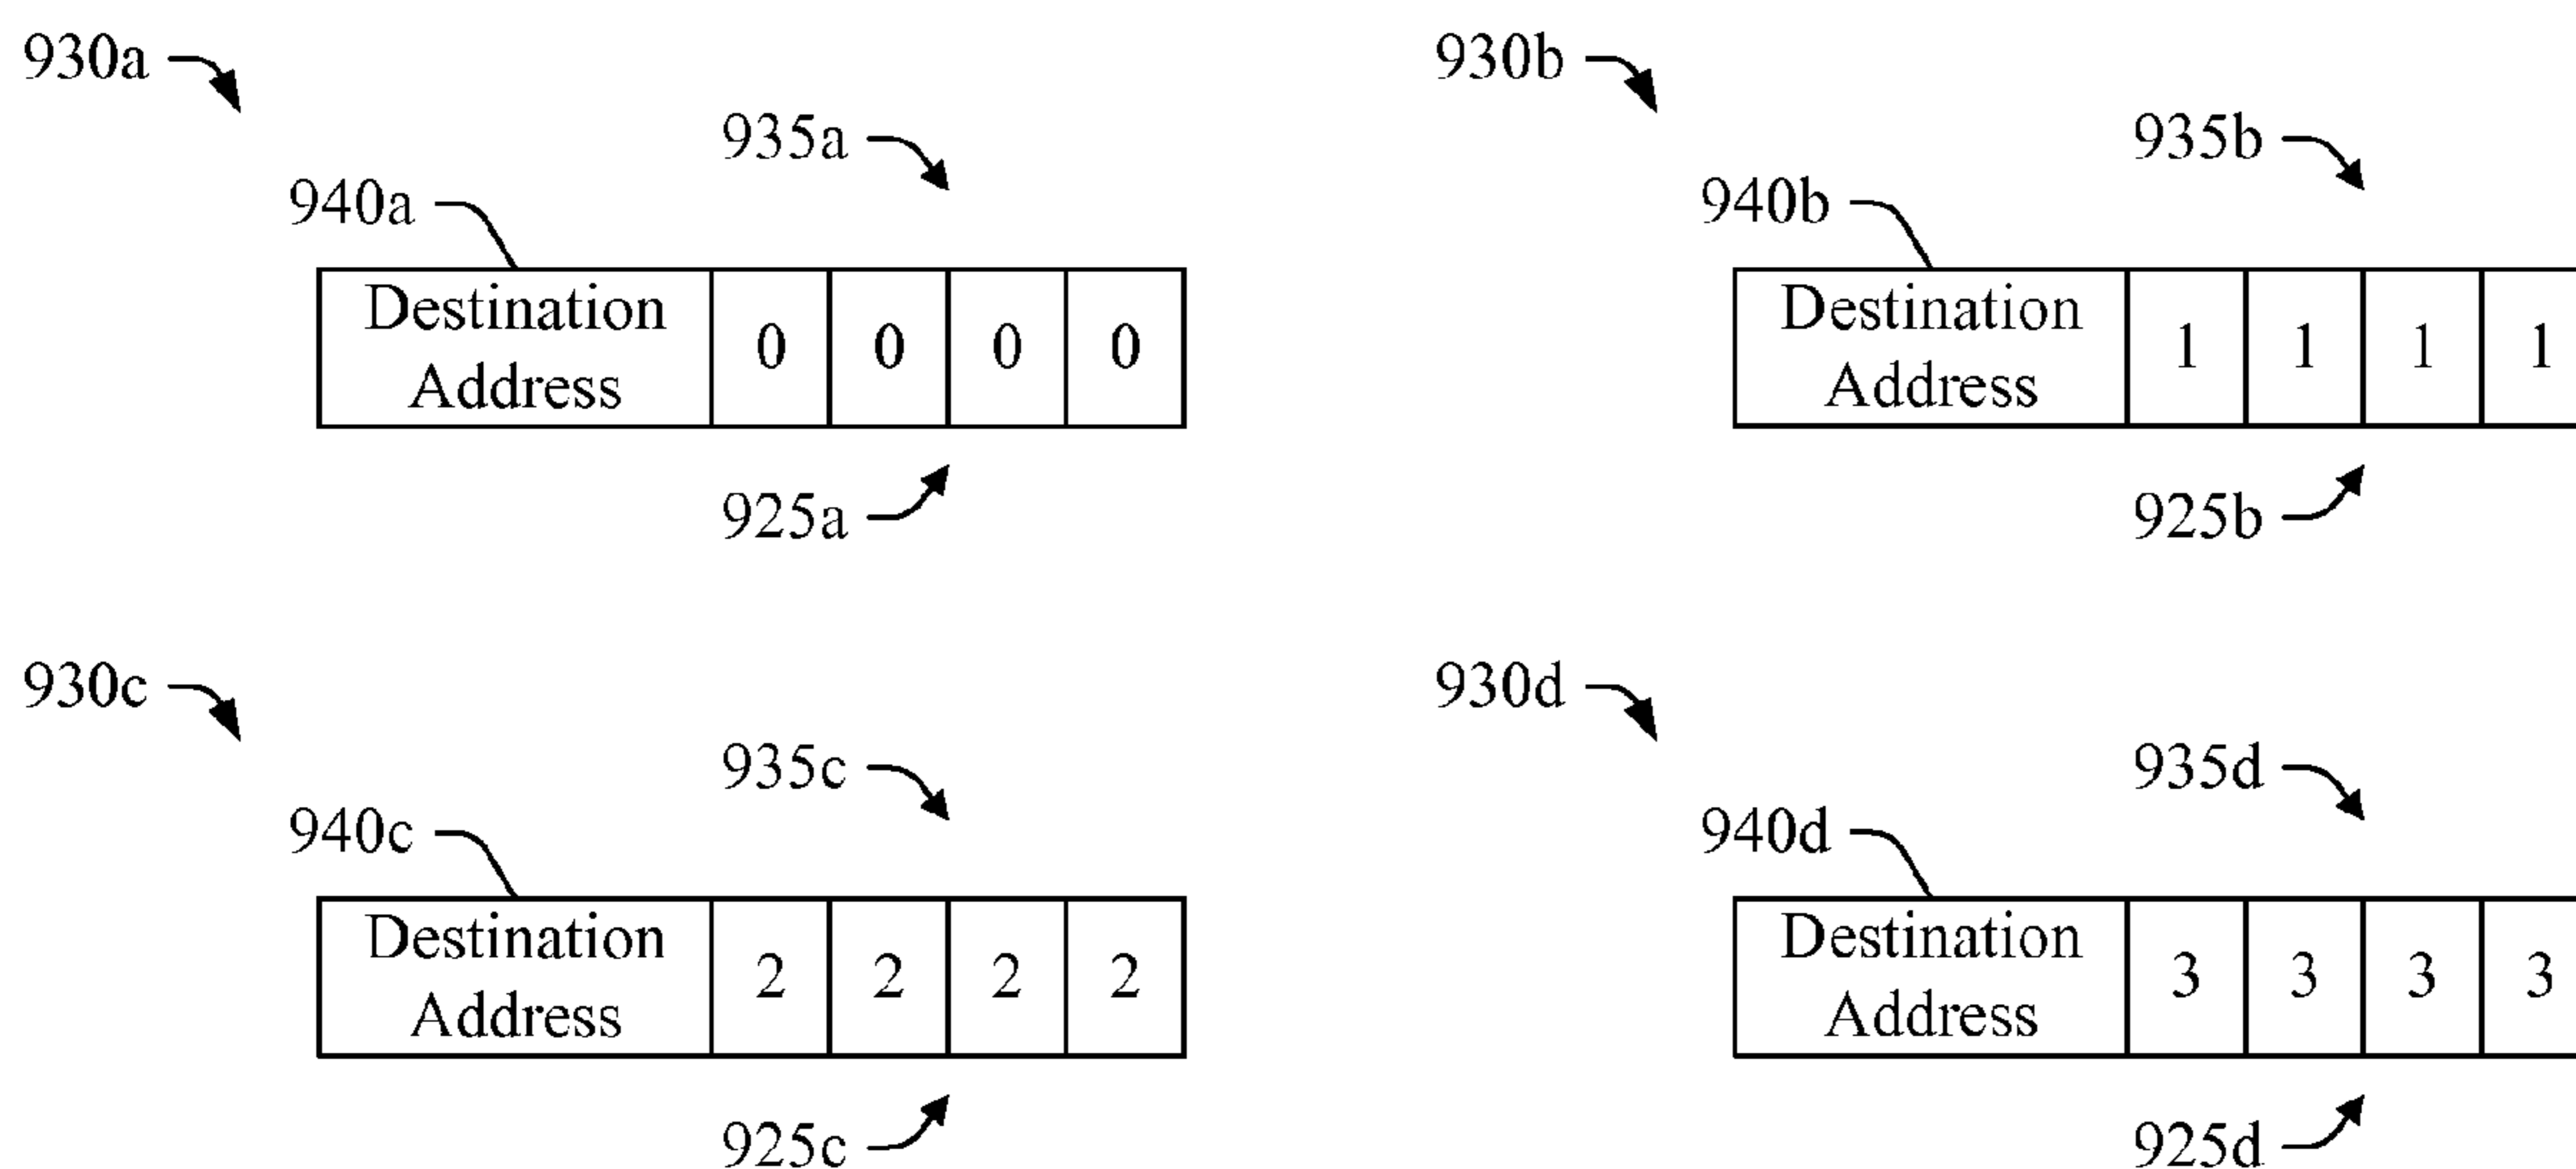 930a 930b
935a 935b
940a 940b
Destination Address 0 0 0 0 Destination Address 1 1 1 1
925a 925b
930c 930d
935c 935d
940c 940d
Destination Address 2 2 2 2 Destination Address 3 3 3 3
925c 925d